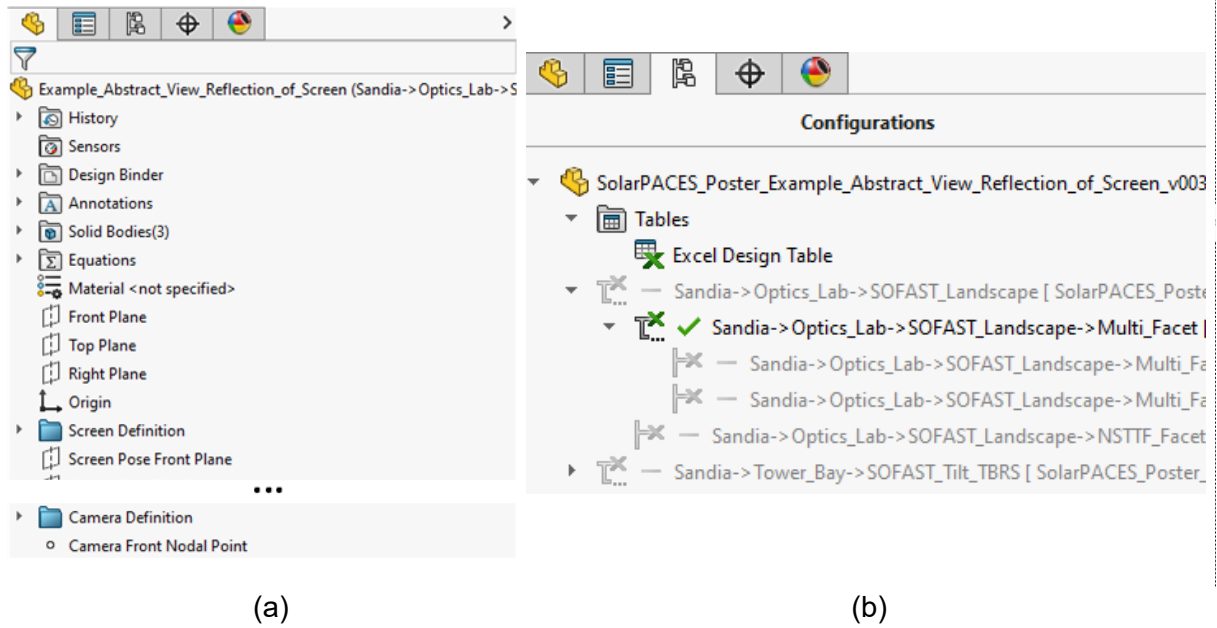 Example_Abstract_View_Reflection_of_Screen (Sandia->Optics_Lab->S
History
Sensors
Design Binder
Annotations
Solid Bodies(3)
Equations
Material <not specified>
Front Plane
Top Plane
Right Plane
Origin
Screen Definition
Screen Pose Front Plane
...
Camera Definition
Camera Front Nodal Point
(a)
Configurations
SolarPACES_Poster_Example_Abstract_View_Reflection_of_Screen_v003
Tables
Excel Design Table
Sandia->Optics_Lab->SOFAST_Landscape [ SolarPACES_Poste
Sandia->Optics_Lab->SOFAST_Landscape->Multi_Facet [
Sandia->Optics_Lab->SOFAST_Landscape->Multi_Fa
Sandia->Optics_Lab->SOFAST_Landscape->Multi_Fa
Sandia->Optics_Lab->SOFAST_Landscape->NSTTF_Facet
Sandia->Tower_Bay->SOFAST_Tilt_TBRS [ SolarPACES_Poster_
(b)